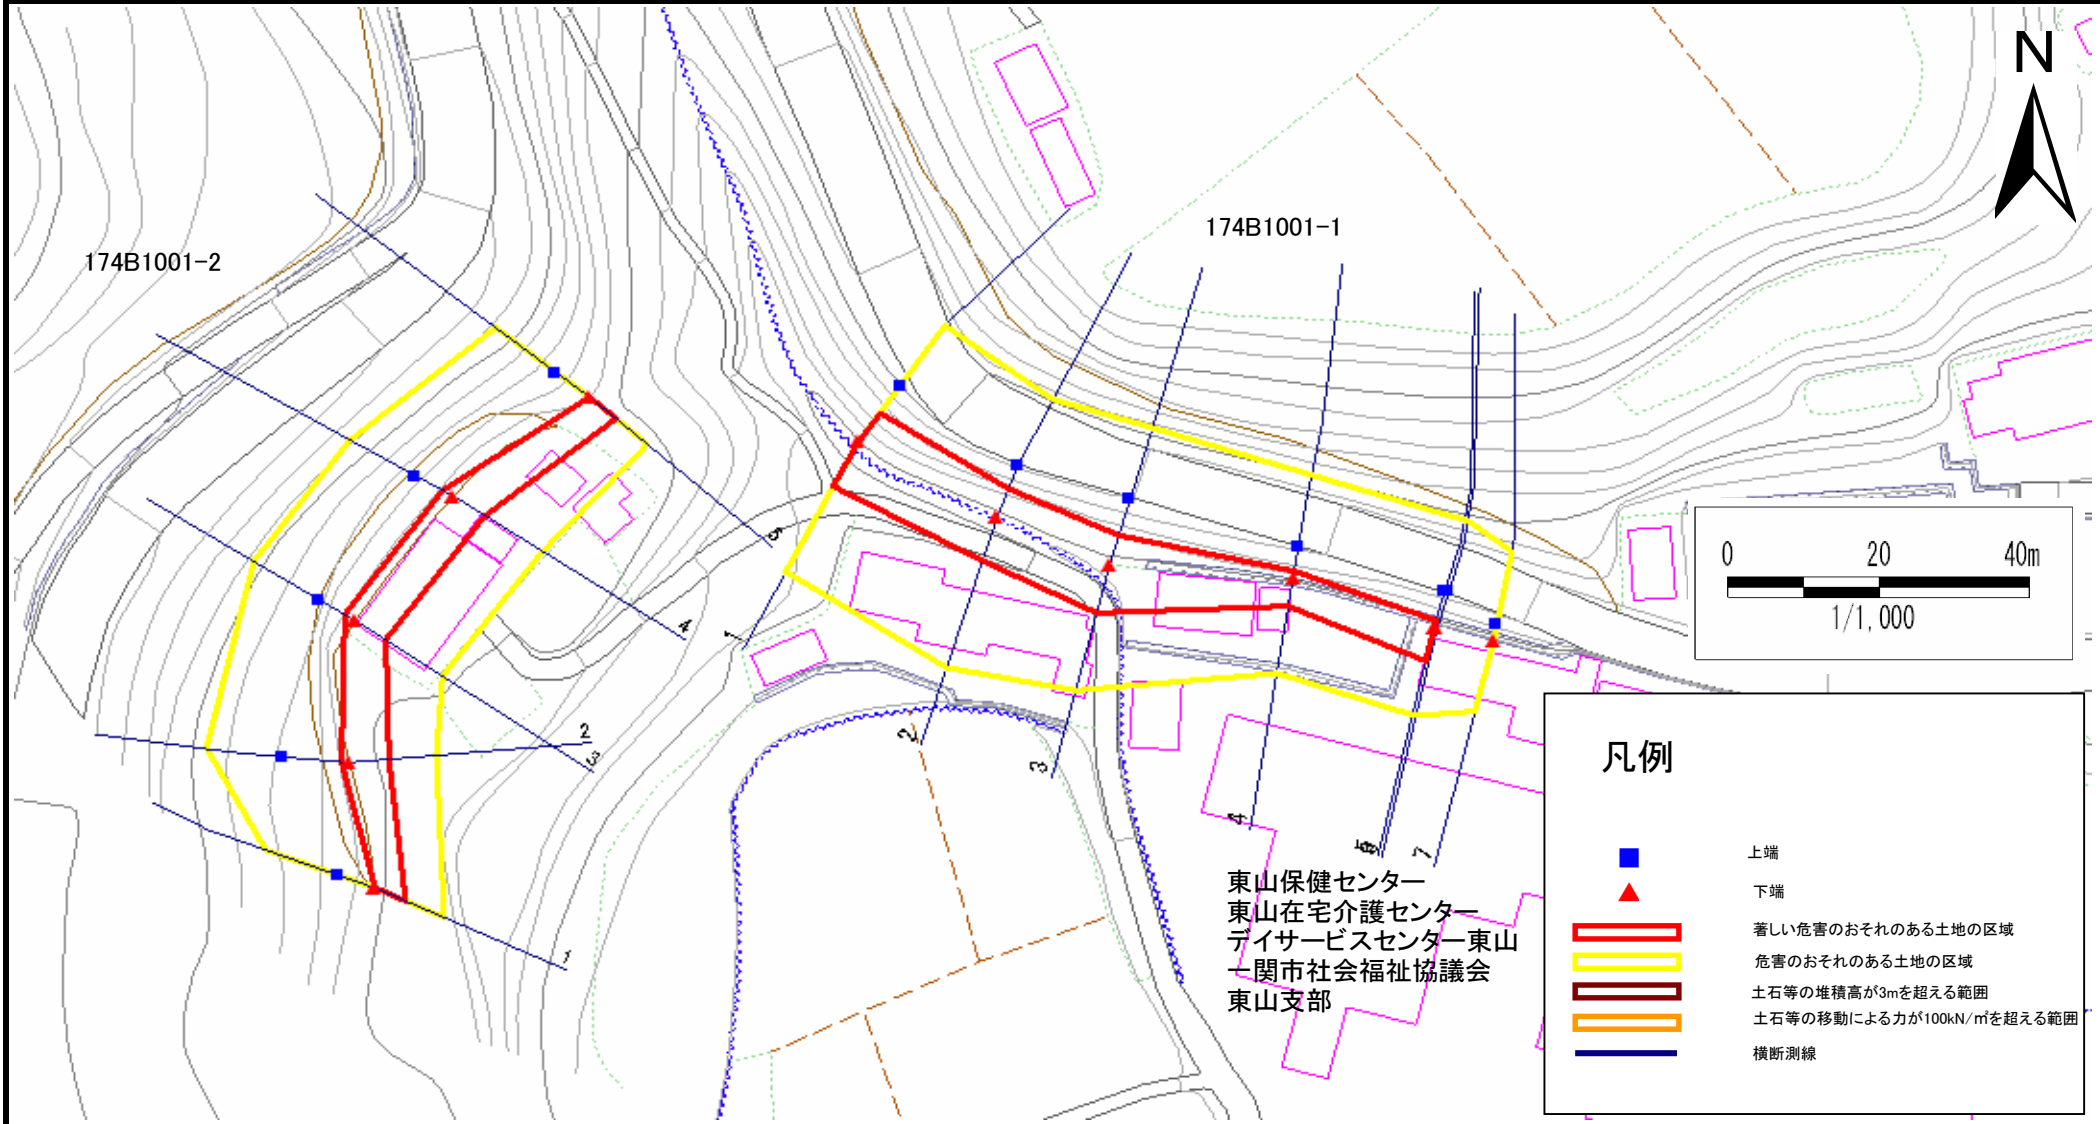 N
174B1001-1
174B1001-2
5
4
2
3
1
1
2
3
4
5
6
7
0 20 40m
1/1,000
東山保健センター
東山在宅介護センター
デイサービスセンター東山
一関市社会福祉協議会
東山支部
凡例
上端
下端
著しい危害のおそれのある土地の区域
危害のおそれのある土地の区域
土石等の堆積高が3mを超える範囲
土石等の移動による力が100kN/㎡を超える範囲
横断測線